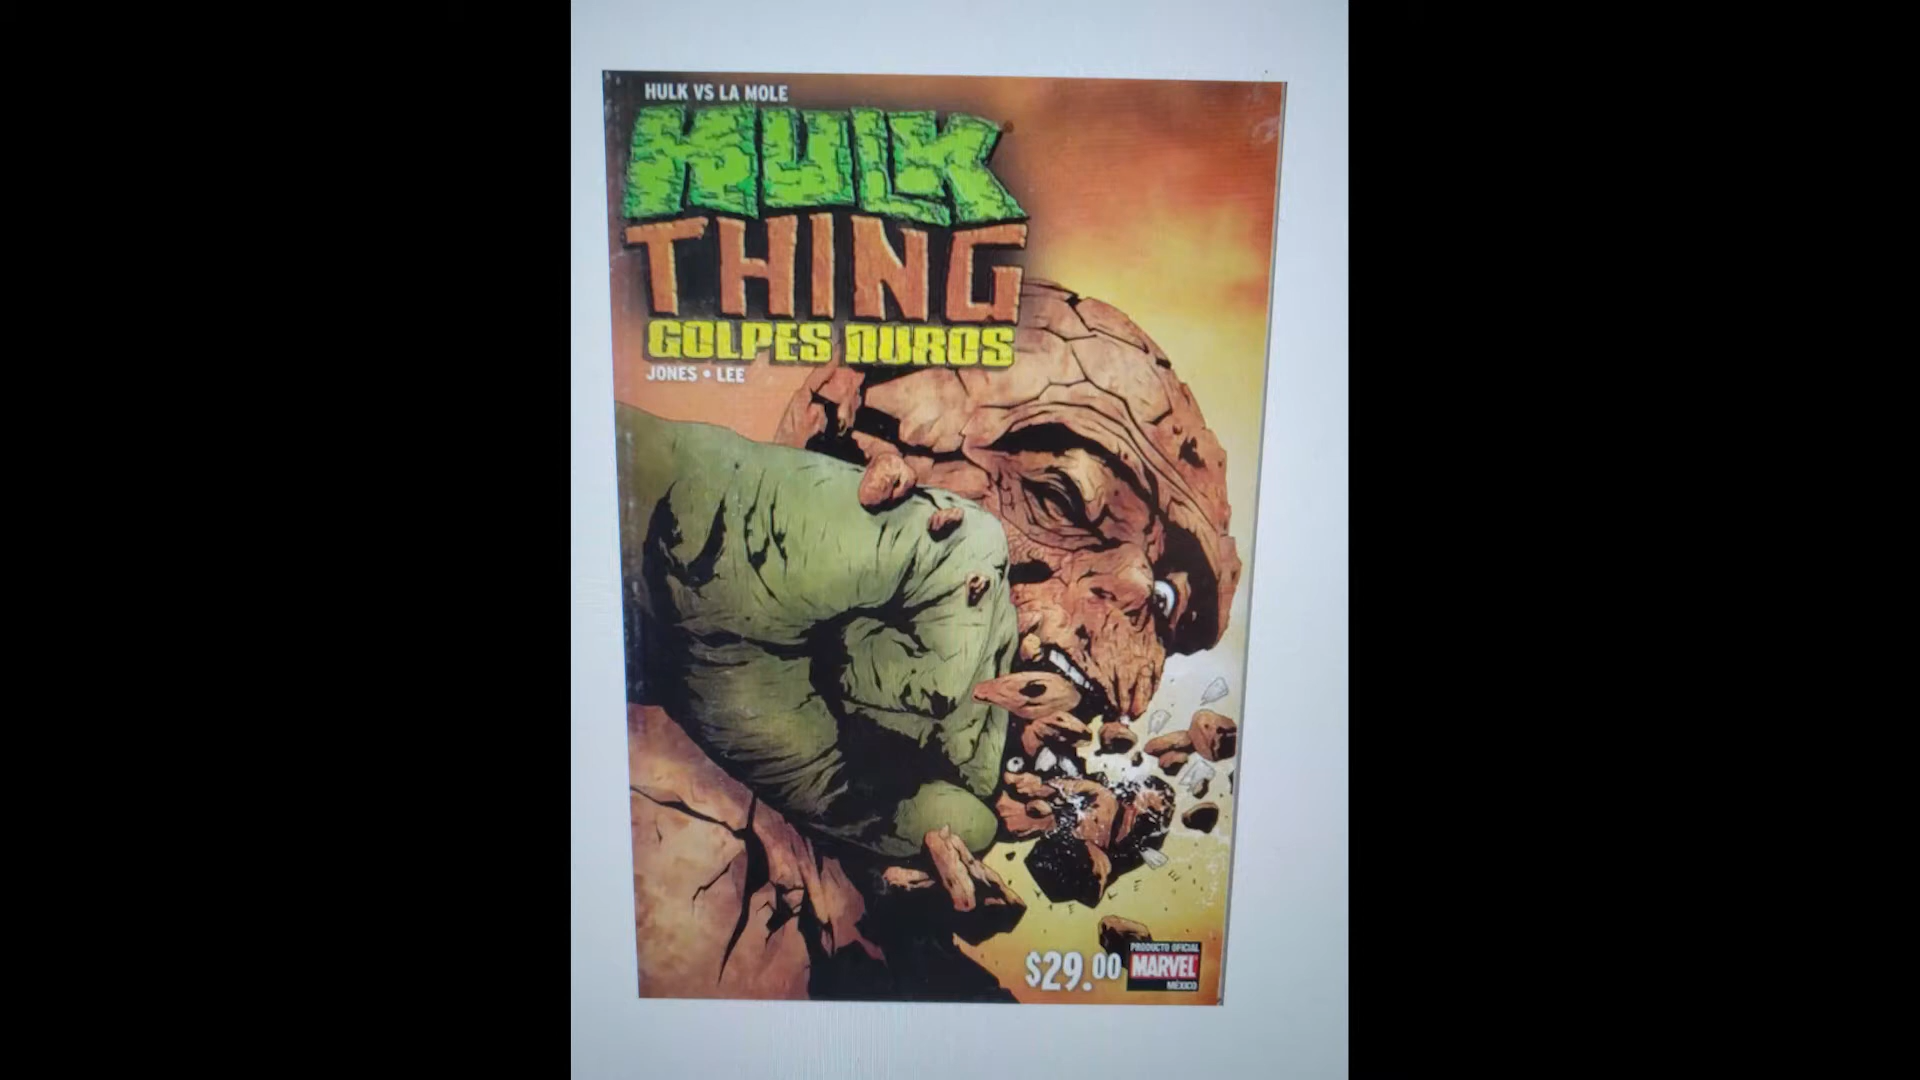 HULK VS LA MOLE
HULK
THING
GOLPES DUROS
JONES • LEE
$29.00
PRODUCTO OFICIAL
MARVEL
MÉXICO